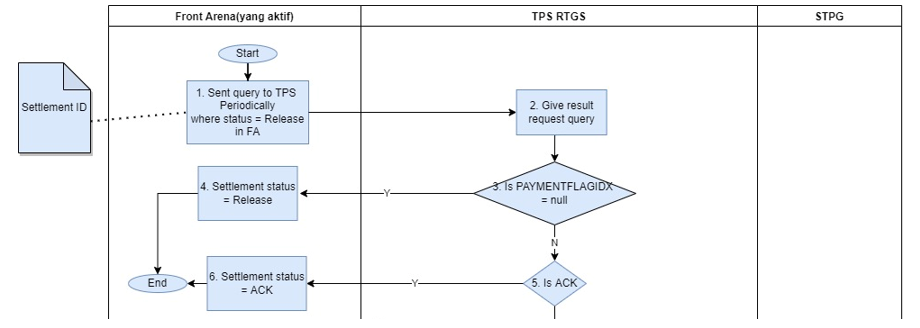 Front Arena(yang aktif)
TPS RTGS
STPG
Start
Settlement ID
1. Sent query to TPS
Periodically
where status = Release
in FA
2. Give result
request query
3. Is PAYMENTFLAGIDX
= null
Y
4. Settlement status
= Release
N
5. Is ACK
Y
6. Settlement status
= ACK
End